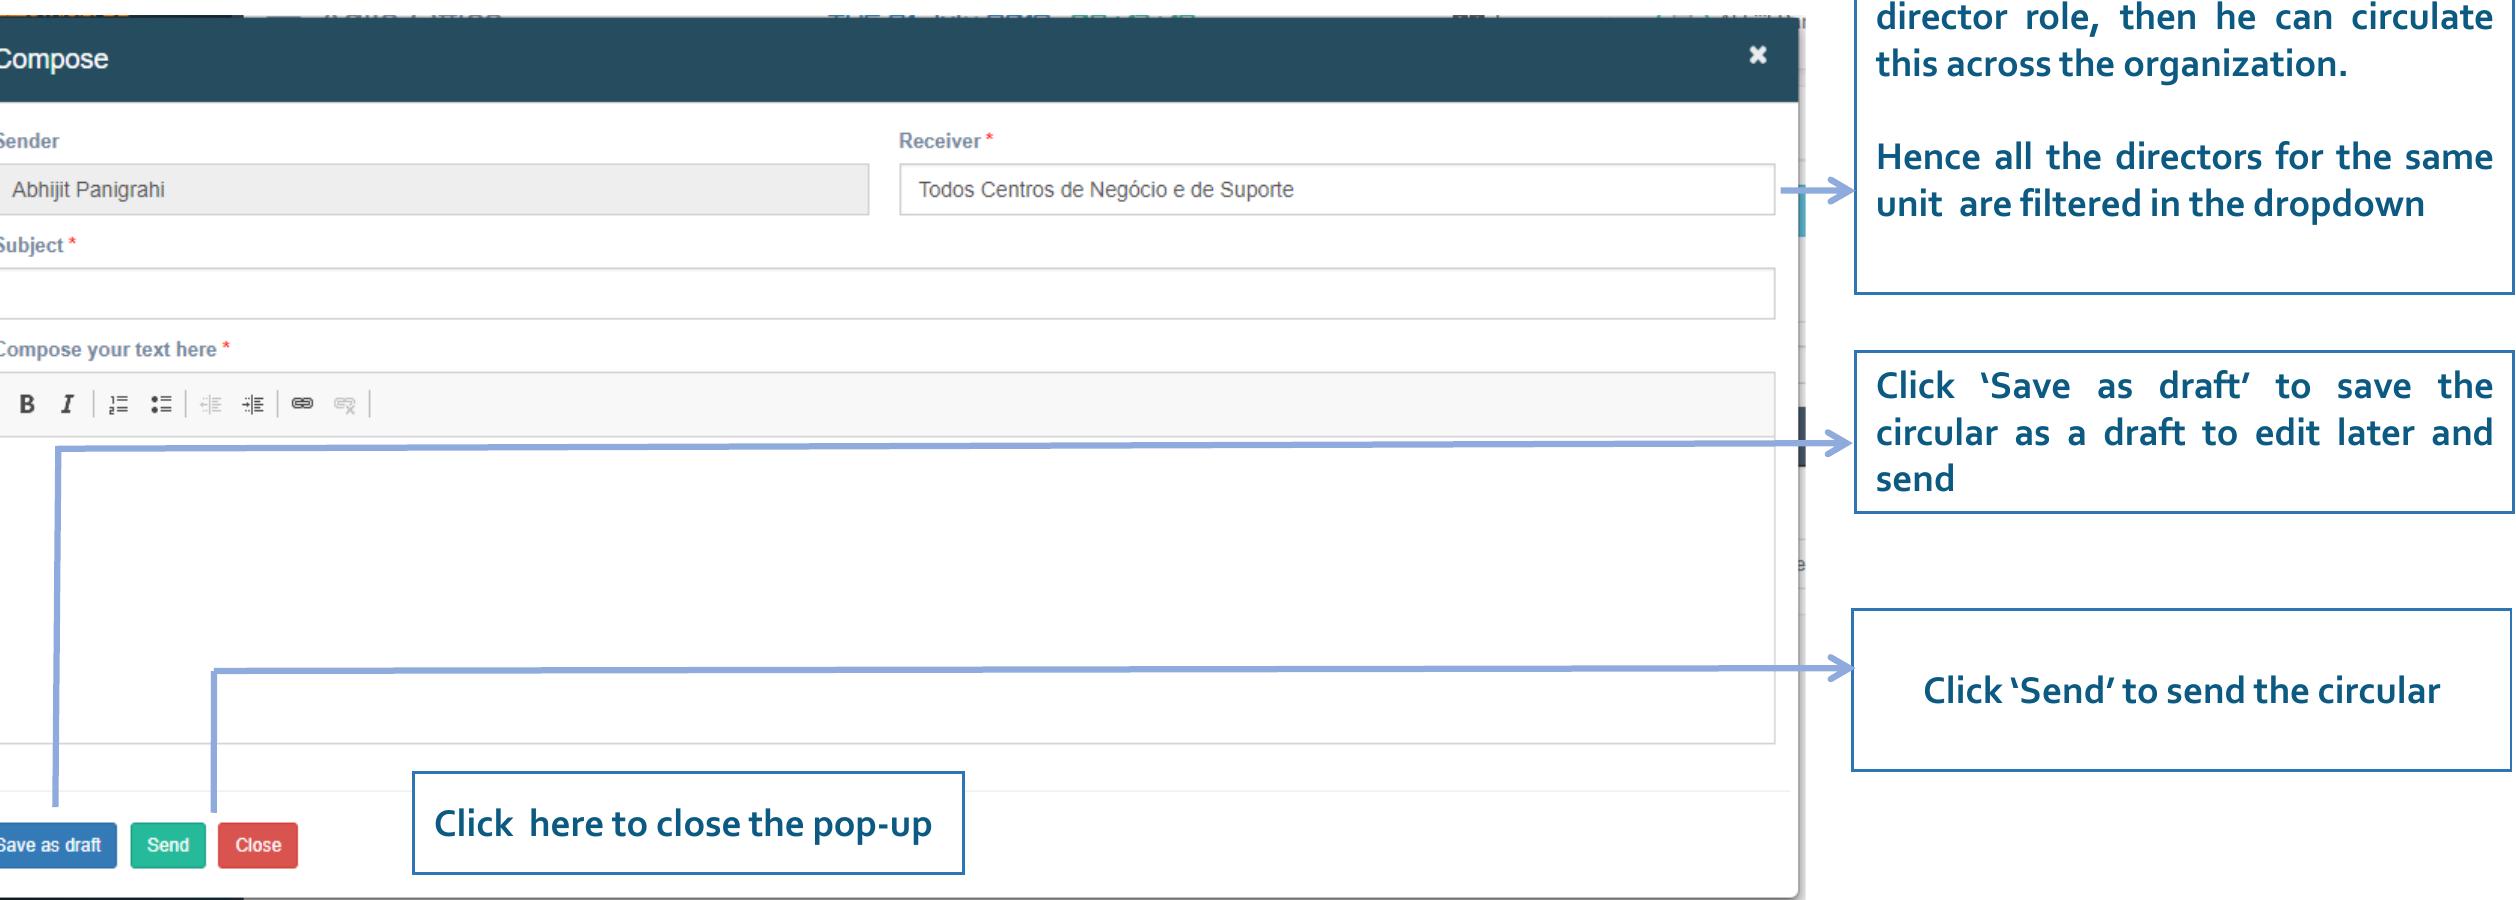 Compose
Sender
Receiver *
Abhijit Panigrahi
Todos Centros de Negócio e de Suporte
Subject *
Compose your text here *
B I
Save as draft
Send
Close
Click here to close the pop-up
director role, then he can circulate
this across the organization.
Hence all the directors for the same
unit are filtered in the dropdown
Click ‘Save as draft’ to save the
circular as a draft to edit later and
send
Click ‘Send’ to send the circular